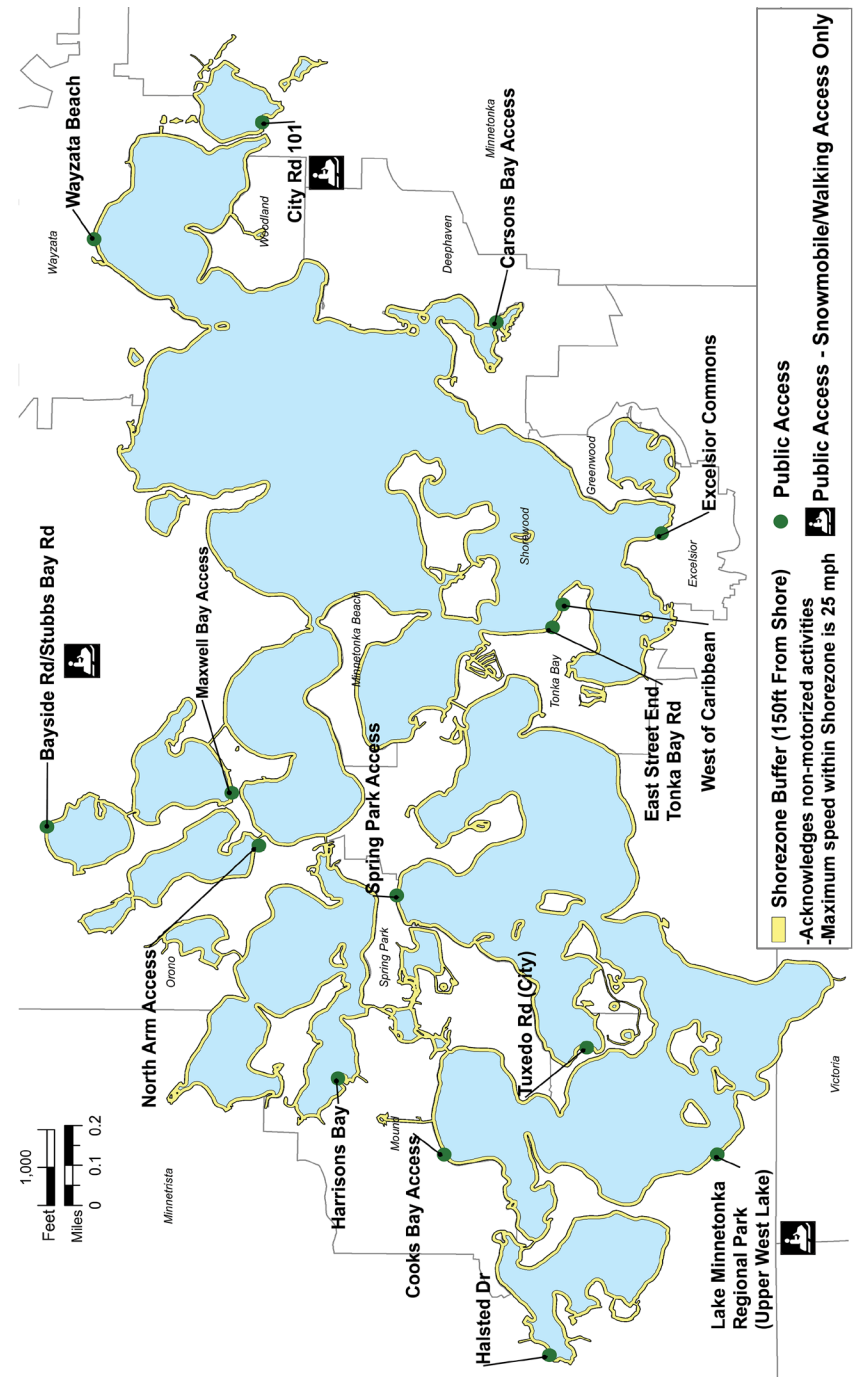 Wayzata Beach
Wayzata
City Rd 101
Woodland
Minnetonka
Carsons Bay Access
Deephaven
Bayside Rd/Stubbs Bay Rd
Maxwell Bay Access
Minnetonka Beach
Shorewood
Greenwood
Excelsior Commons
Excelsior
Spring Park Access
Tonka Bay
East Street End
Tonka Bay Rd
West of Caribbean
North Arm Access
Orono
Spring Park
Tuxedo Rd (City)
Harrisons Bay
Mound
Cooks Bay Access
Minnetrista
Halsted Dr
Lake Minnetonka
Regional Park
(Upper West Lake)
Victoria
1,000
Feet
Miles
0 0.1 0.2
Shorezone Buffer (150ft From Shore)
-Acknowledges non-motorized activities
-Maximum speed within Shorezone is 25 mph
Public Access
Public Access - Snowmobile/Walking Access Only